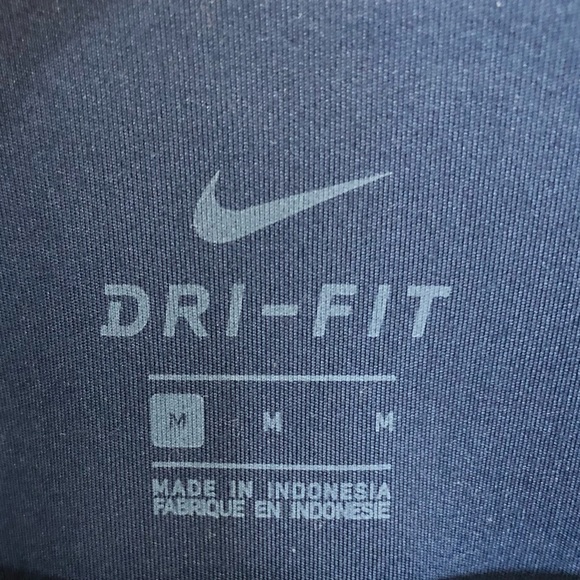 DRI-FIT
M M M
MADE IN INDONESIA
FABRIQUE EN INDONESIE